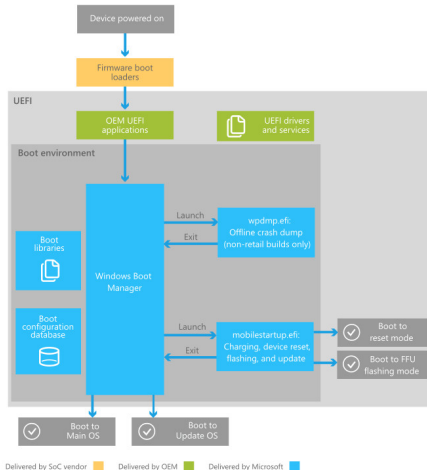 Device powered on
Firmware boot
loaders
UEFI
OEM UEFI
applications
UEFI drivers
and services
Boot environment
Boot
libraries
Windows Boot
Manager
Launch
Exit
wpdmp.efi:
Offline crash dump
(non-retail builds only)
Boot
configuration
database
Launch
Exit
mobilestartup.efi:
Charging, device reset,
flashing, and update
Boot to
reset mode
Boot to FFU
flashing mode
Boot to
Main OS
Boot to
Update OS
Delivered by SoC vendor
Delivered by OEM
Delivered by Microsoft